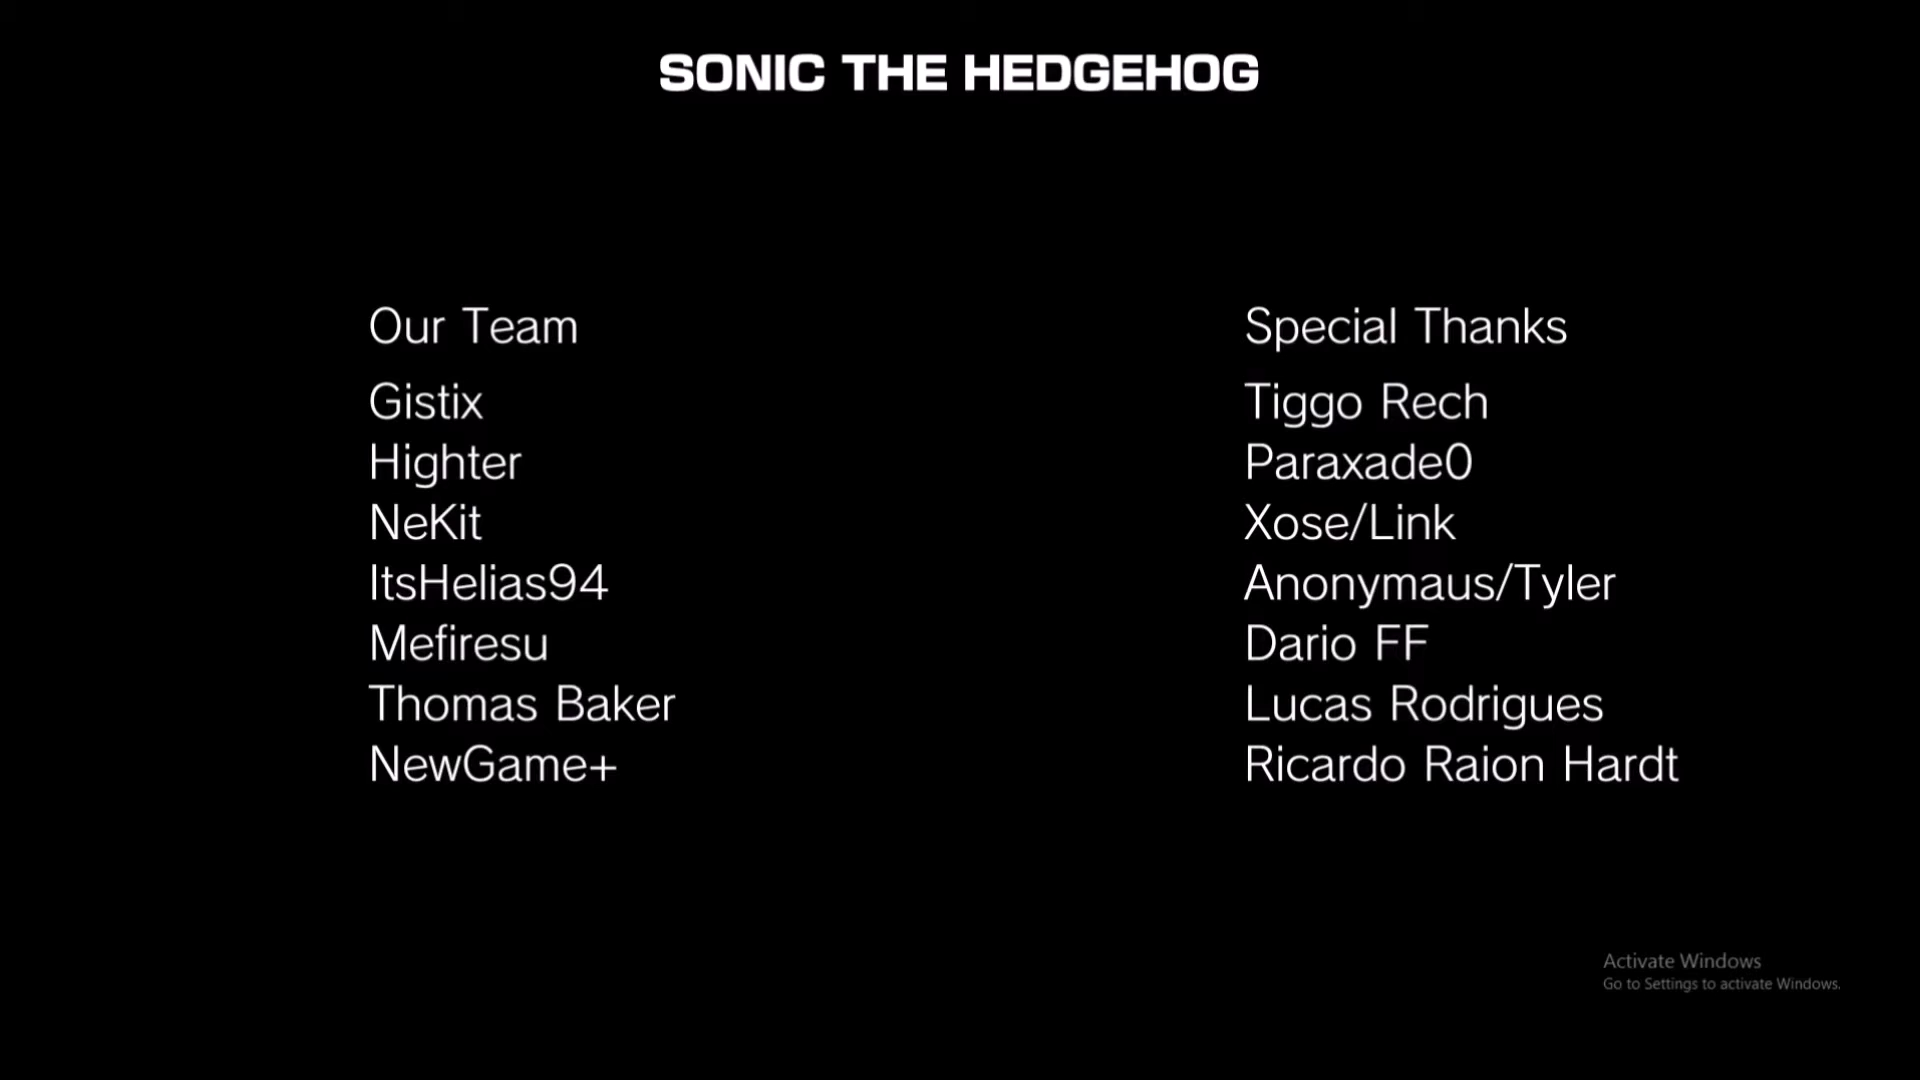 SONIC THE HEDGEHOG
Our Team
Gistix
Highter
NeKit
ItsHelias94
Mefiresu
Thomas Baker
NewGame+
Special Thanks
Tiggo Rech
Paraxade0
Xose/Link
Anonymaus/Tyler
Dario FF
Lucas Rodrigues
Ricardo Raion Hardt
Activate Windows
Go to Settings to activate Windows.